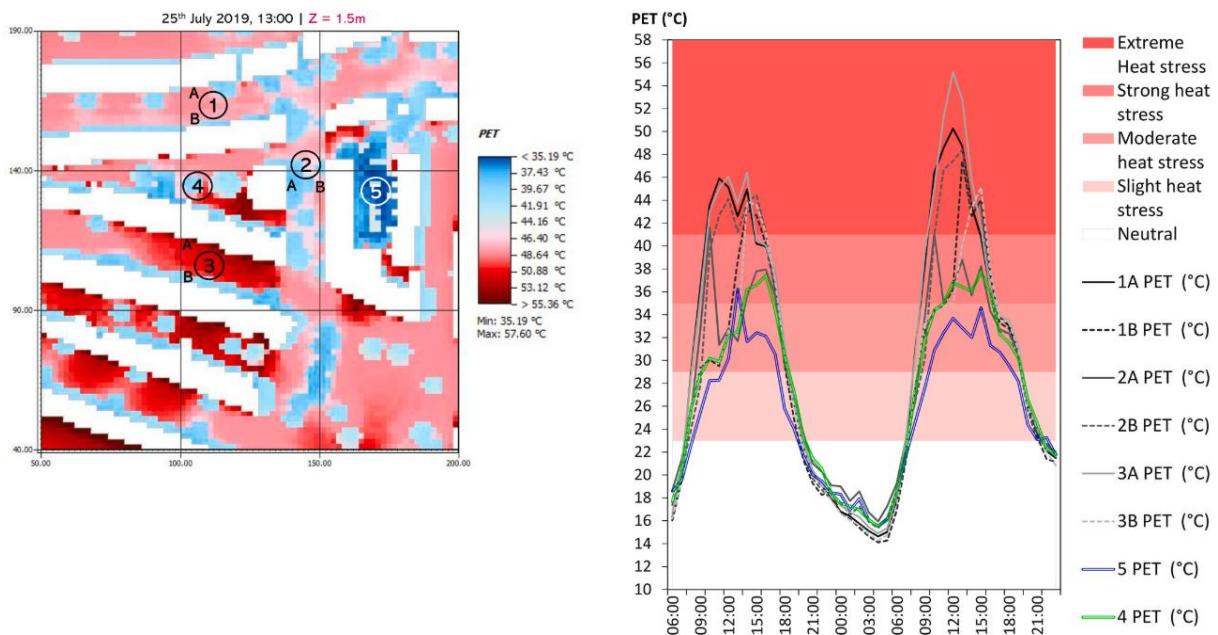 25th July 2019, 13:00 | Z = 1.5m
190.00
140.00
90.00
40.00
50.00
100.00
150.00
200.00
A
1
B
2
A
B
4
5
A
3
B
PET
< 35.19 °C
37.43 °C
39.67 °C
41.91 °C
44.16 °C
46.40 °C
48.64 °C
50.88 °C
53.12 °C
> 55.36 °C
Min: 35.19 °C
Max: 57.60 °C
PET (°C)
58
56
54
52
50
48
46
44
42
40
38
36
34
32
30
28
26
24
22
20
18
16
14
12
10
06:00
09:00
12:00
15:00
18:00
21:00
00:00
03:00
06:00
09:00
12:00
15:00
18:00
21:00
Extreme
Heat stress
Strong heat
stress
Moderate
heat stress
Slight heat
stress
Neutral
1A PET (°C)
1B PET (°C)
2A PET (°C)
2B PET (°C)
3A PET (°C)
3B PET (°C)
5 PET (°C)
4 PET (°C)